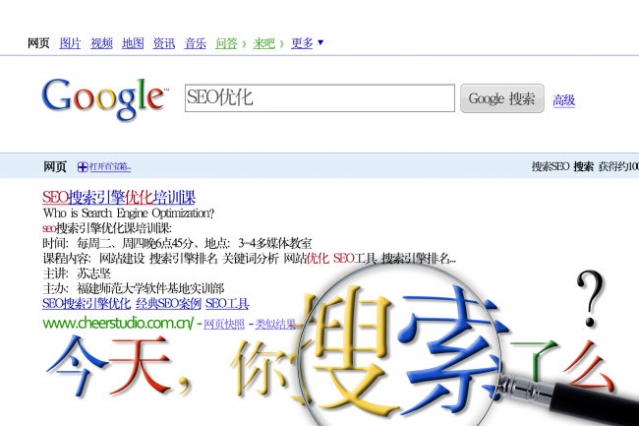 网页 图片 视频 地图 资讯 音乐 问答 》 来吧 》 更多 ▼
Google™ SEO优化 Google 搜索 高级
网页 打开百宝箱... 搜索SEO 搜索 获得约100
SEO搜索引擎优化培训课
Who is Search Engine Optimization?
seo搜索引擎优化课培训课:
时间: 每周二、周四晚6点45分、地点: 3-4多媒体教室
课程内容: 网站建设 搜索引擎排名 关键词分析 网站优化 SEO工具 搜索引擎排名...
主讲: 苏志坚
主办: 福建师范大学软件基地实训部
SEO搜索引擎优化 经典SEO案例 SEO工具
www.cheerstudio.com.cn/ - 网页快照 - 类似结果
今天，你搜索了么?